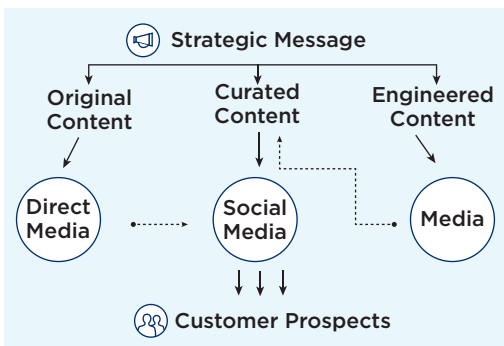 Strategic Message
Original
Content
Curated
Content
Engineered
Content
Direct
Media
Social
Media
Media
Customer Prospects